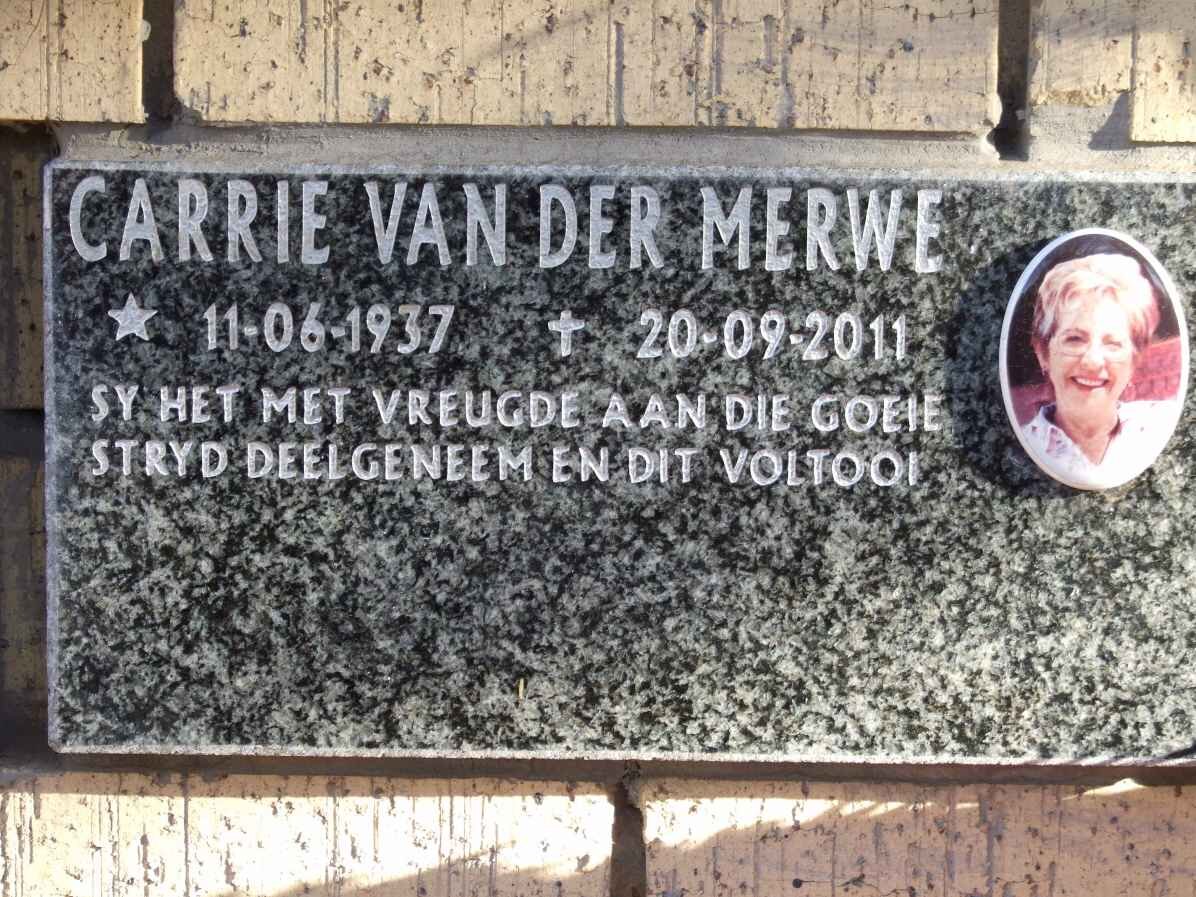 CARRIE VAN DER MERWE
★ 11-06-1937 ✝ 20-09-2011
SY HET MET VREUGDE AAN DIE GOEIE
STRYD DEELGENEEM EN DIT VOLTOOI